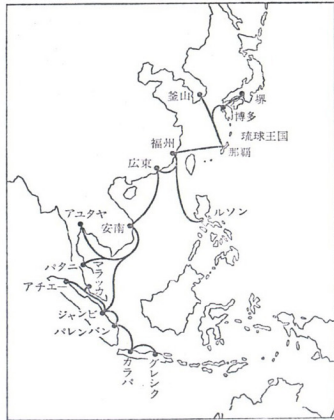 釜山
堺
博多
琉球王国
那覇
福州
広東
ルソン
アユタヤ
安南
パタニ
マラッカ
アチエー
ジャンビ
パレンバン
カラパ
グレシク